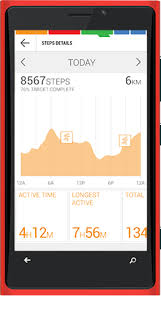 STEPS DETAILS
TODAY
8567STEPS 6KM
76% TARGET COMPLETE
12A 6A 12P 6P 12A
ACTIVE TIME LONGEST ACTIVE TOTAL
4H12M 7H56M 134